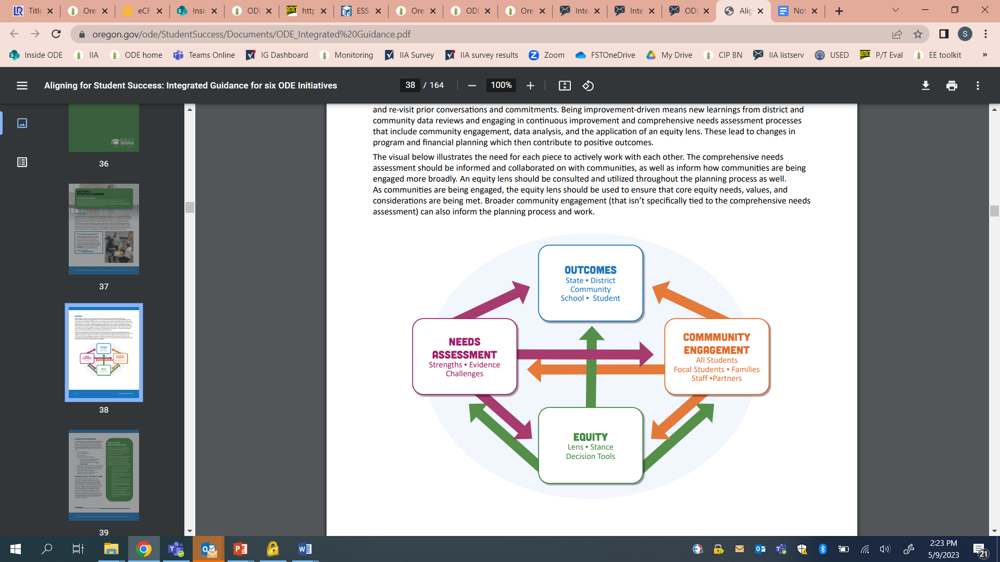 Title
Ore
eCF
Insi
ODE
http
ESS
Ore
ODE
Ore
Inte
Inte
ODE
Alig
Not
oregon.gov/ode/StudentSuccess/Documents/ODE_Integrated%20Guidance.pdf
S
Inside ODE
IIA
ODE home
Teams Online
IG Dashboard
Monitoring
IIA Survey
IIA survey results
Zoom
FSTOneDrive
My Drive
CIP BN
IIA listserv
USED
P/T Eval
EE toolkit
»
Aligning for Student Success: Integrated Guidance for six ODE Initiatives
38 / 164
100%
36
37
38
39
and re-visit prior conversations and commitments. Being improvement-driven means new learnings from district and
community data reviews and engaging in continuous improvement and comprehensive needs assessment processes
that include community engagement, data analysis, and the application of an equity lens. These lead to changes in
program and financial planning which then contribute to positive outcomes.
The visual below illustrates the need for each piece to actively work with each other. The comprehensive needs
assessment should be informed and collaborated on with communities, as well as inform how communities are being
engaged more broadly. An equity lens should be consulted and utilized throughout the planning process as well.
As communities are being engaged, the equity lens should be used to ensure that core equity needs, values, and
considerations are being met. Broader community engagement (that isn't specifically tied to the comprehensive needs
assessment) can also inform the planning process and work.
OUTCOMES
State ▪ District
Community
School ▪ Student
NEEDS
ASSESSMENT
Strengths ▪ Evidence
Challenges
COMMMUNITY
ENGAGEMENT
All Students
Focal Students ▪ Families
Staff ▪Partners
EQUITY
Lens ▪ Stance
Decision Tools
2:23 PM
5/9/2023
21